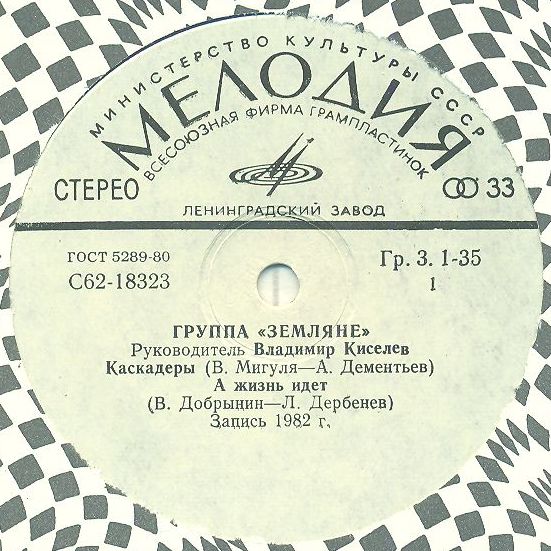 МИНИСТЕРСТВО КУЛЬТУРЫ СССР
МЕЛОДИЯ
ВСЕСОЮЗНАЯ ФИРМА ГРАМПЛАСТИНОК
СТЕРЕО
33
ЛЕНИНГРАДСКИЙ ЗАВОД
ГОСТ 5289-80
Гр. 3. 1-35
С62-18323
1
ГРУППА «ЗЕМЛЯНЕ»
Руководитель Владимир Киселев
Каскадеры (В. Мигуля—А. Дементьев)
А жизнь идет
(В. Добрынин—Л. Дербенев)
Запись 1982 г.